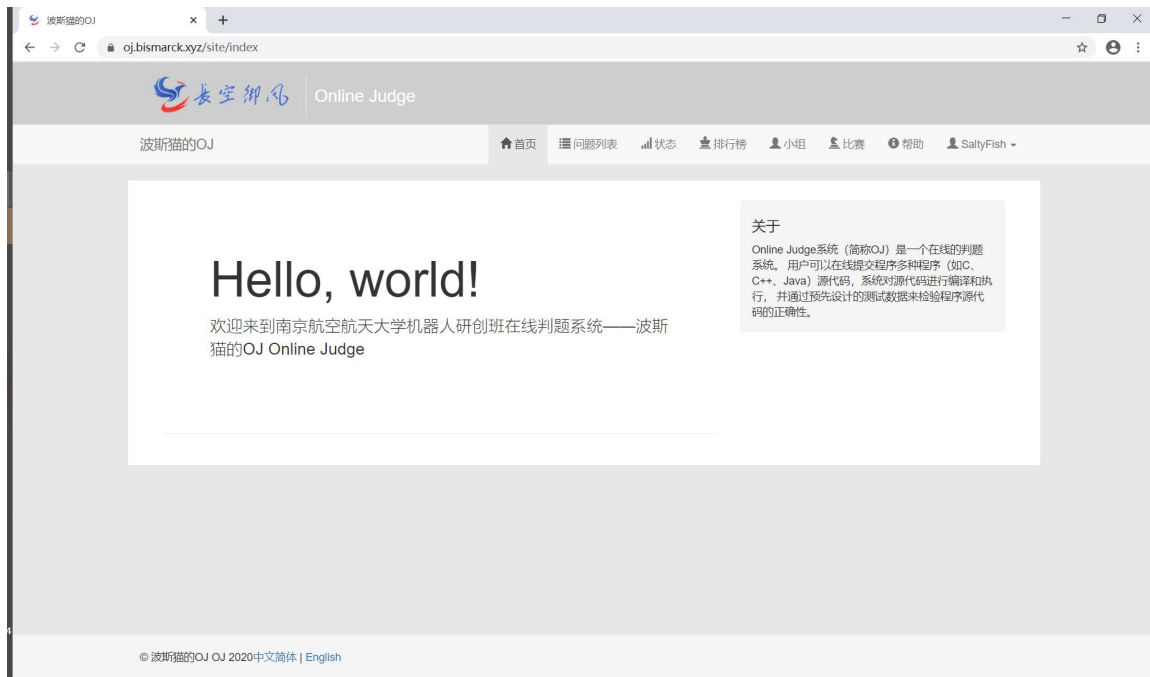 波斯猫的OJ
oj.bismarck.xyz/site/index
長空御风 Online Judge
波斯猫的OJ 首页 问题列表 状态 排行榜 小组 比赛 帮助 SaltyFish
Hello, world!
欢迎来到南京航空航天大学机器人研创班在线判题系统——波斯
猫的OJ Online Judge
关于
Online Judge系统（简称OJ）是一个在线的判题
系统。 用户可以在线提交程序多种程序（如C、
C++、Java）源代码，系统对源代码进行编译和执
行， 并通过预先设计的测试数据来检验程序源代
码的正确性。
4
© 波斯猫的OJ OJ 2020中文简体 | English